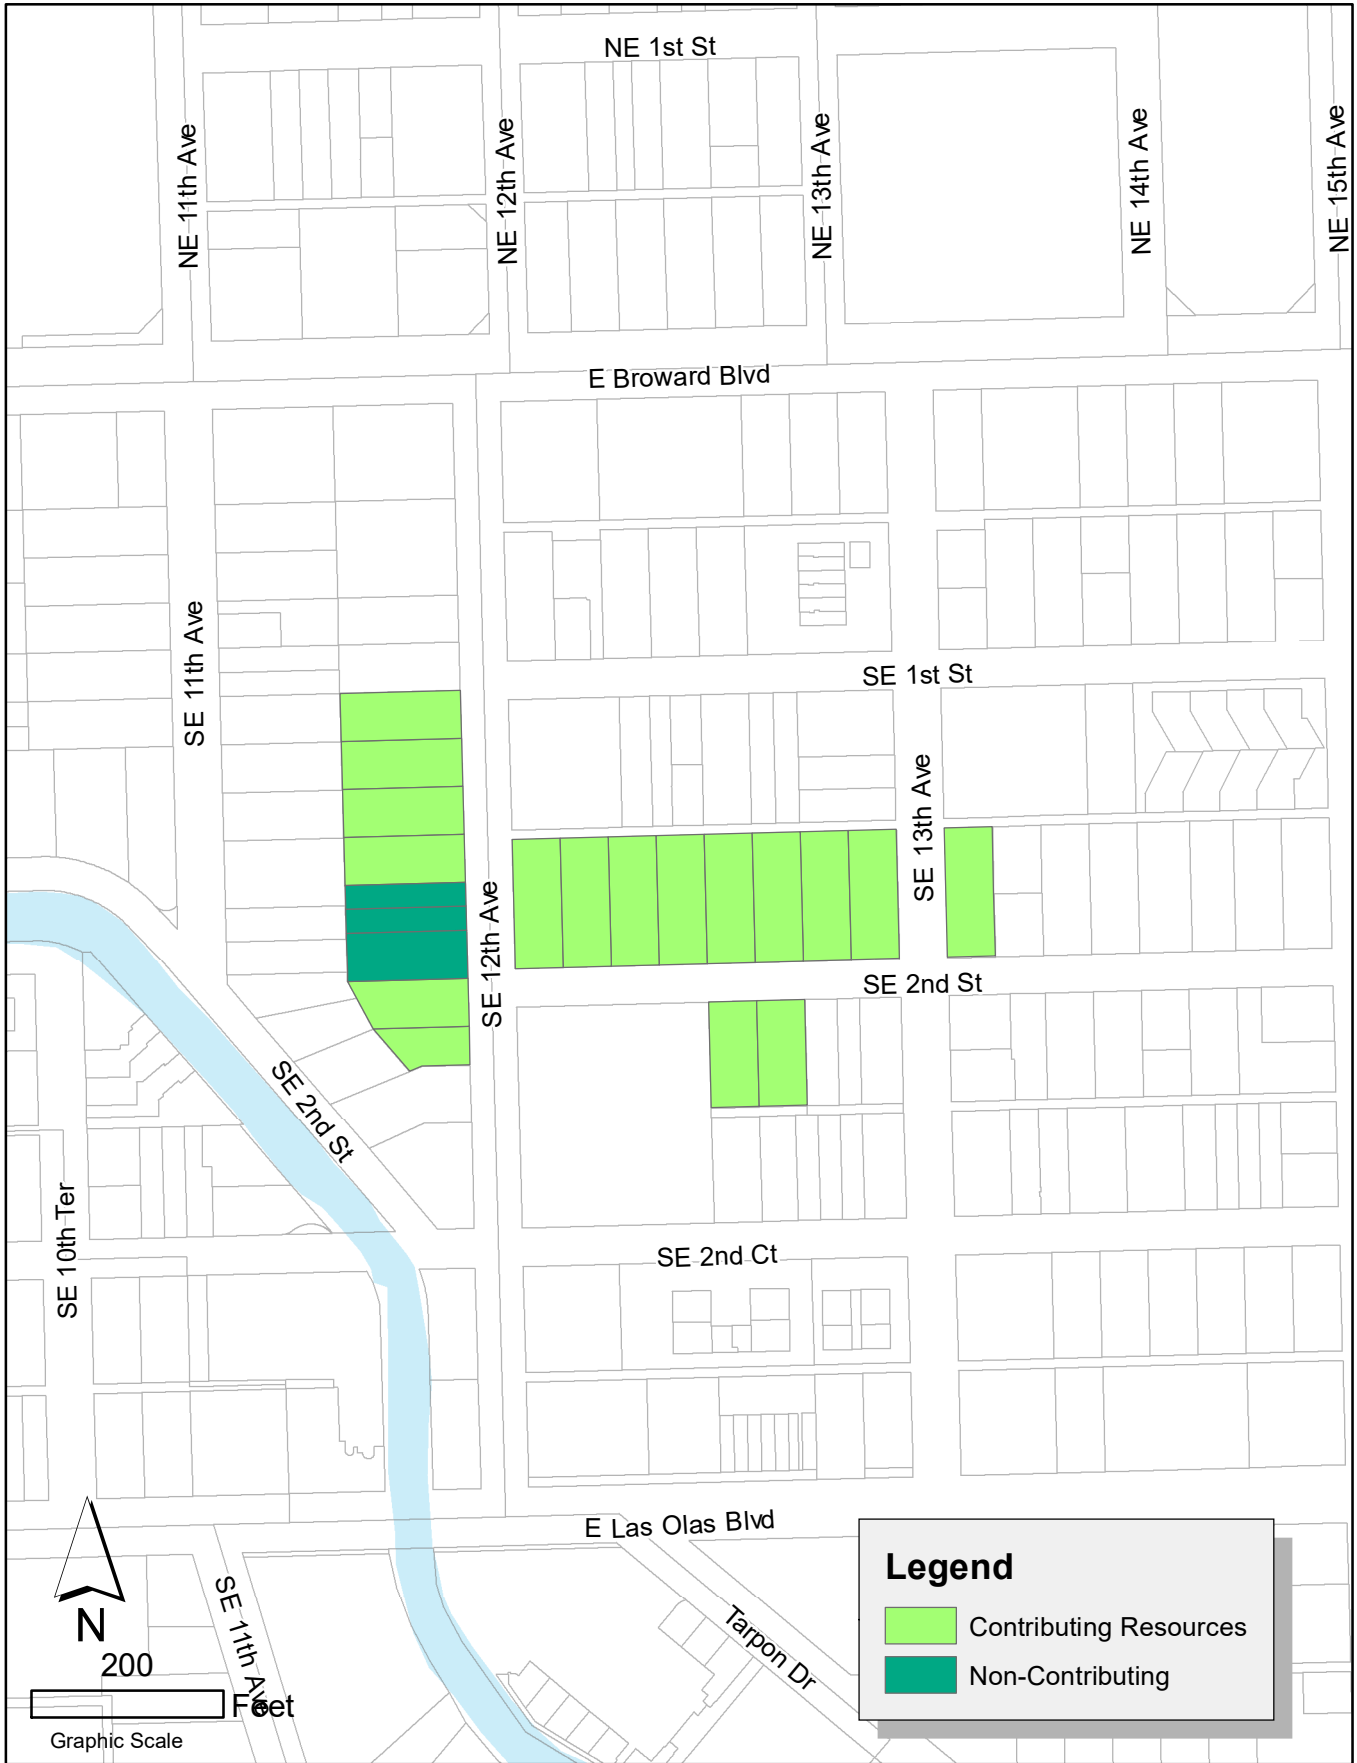 NE 1st St
NE 11th Ave
NE 12th Ave
NE 13th Ave
NE 14th Ave
NE 15th Ave
E Broward Blvd
SE 11th Ave
SE 1st St
SE 13th Ave
SE 12th Ave
SE 2nd St
SE 2nd St
SE 10th Ter
SE 2nd Ct
E Las Olas Blvd
SE 11th Ave
Tarpon Dr
N
200
Feet
Graphic Scale
Legend
Contributing Resources
Non-Contributing